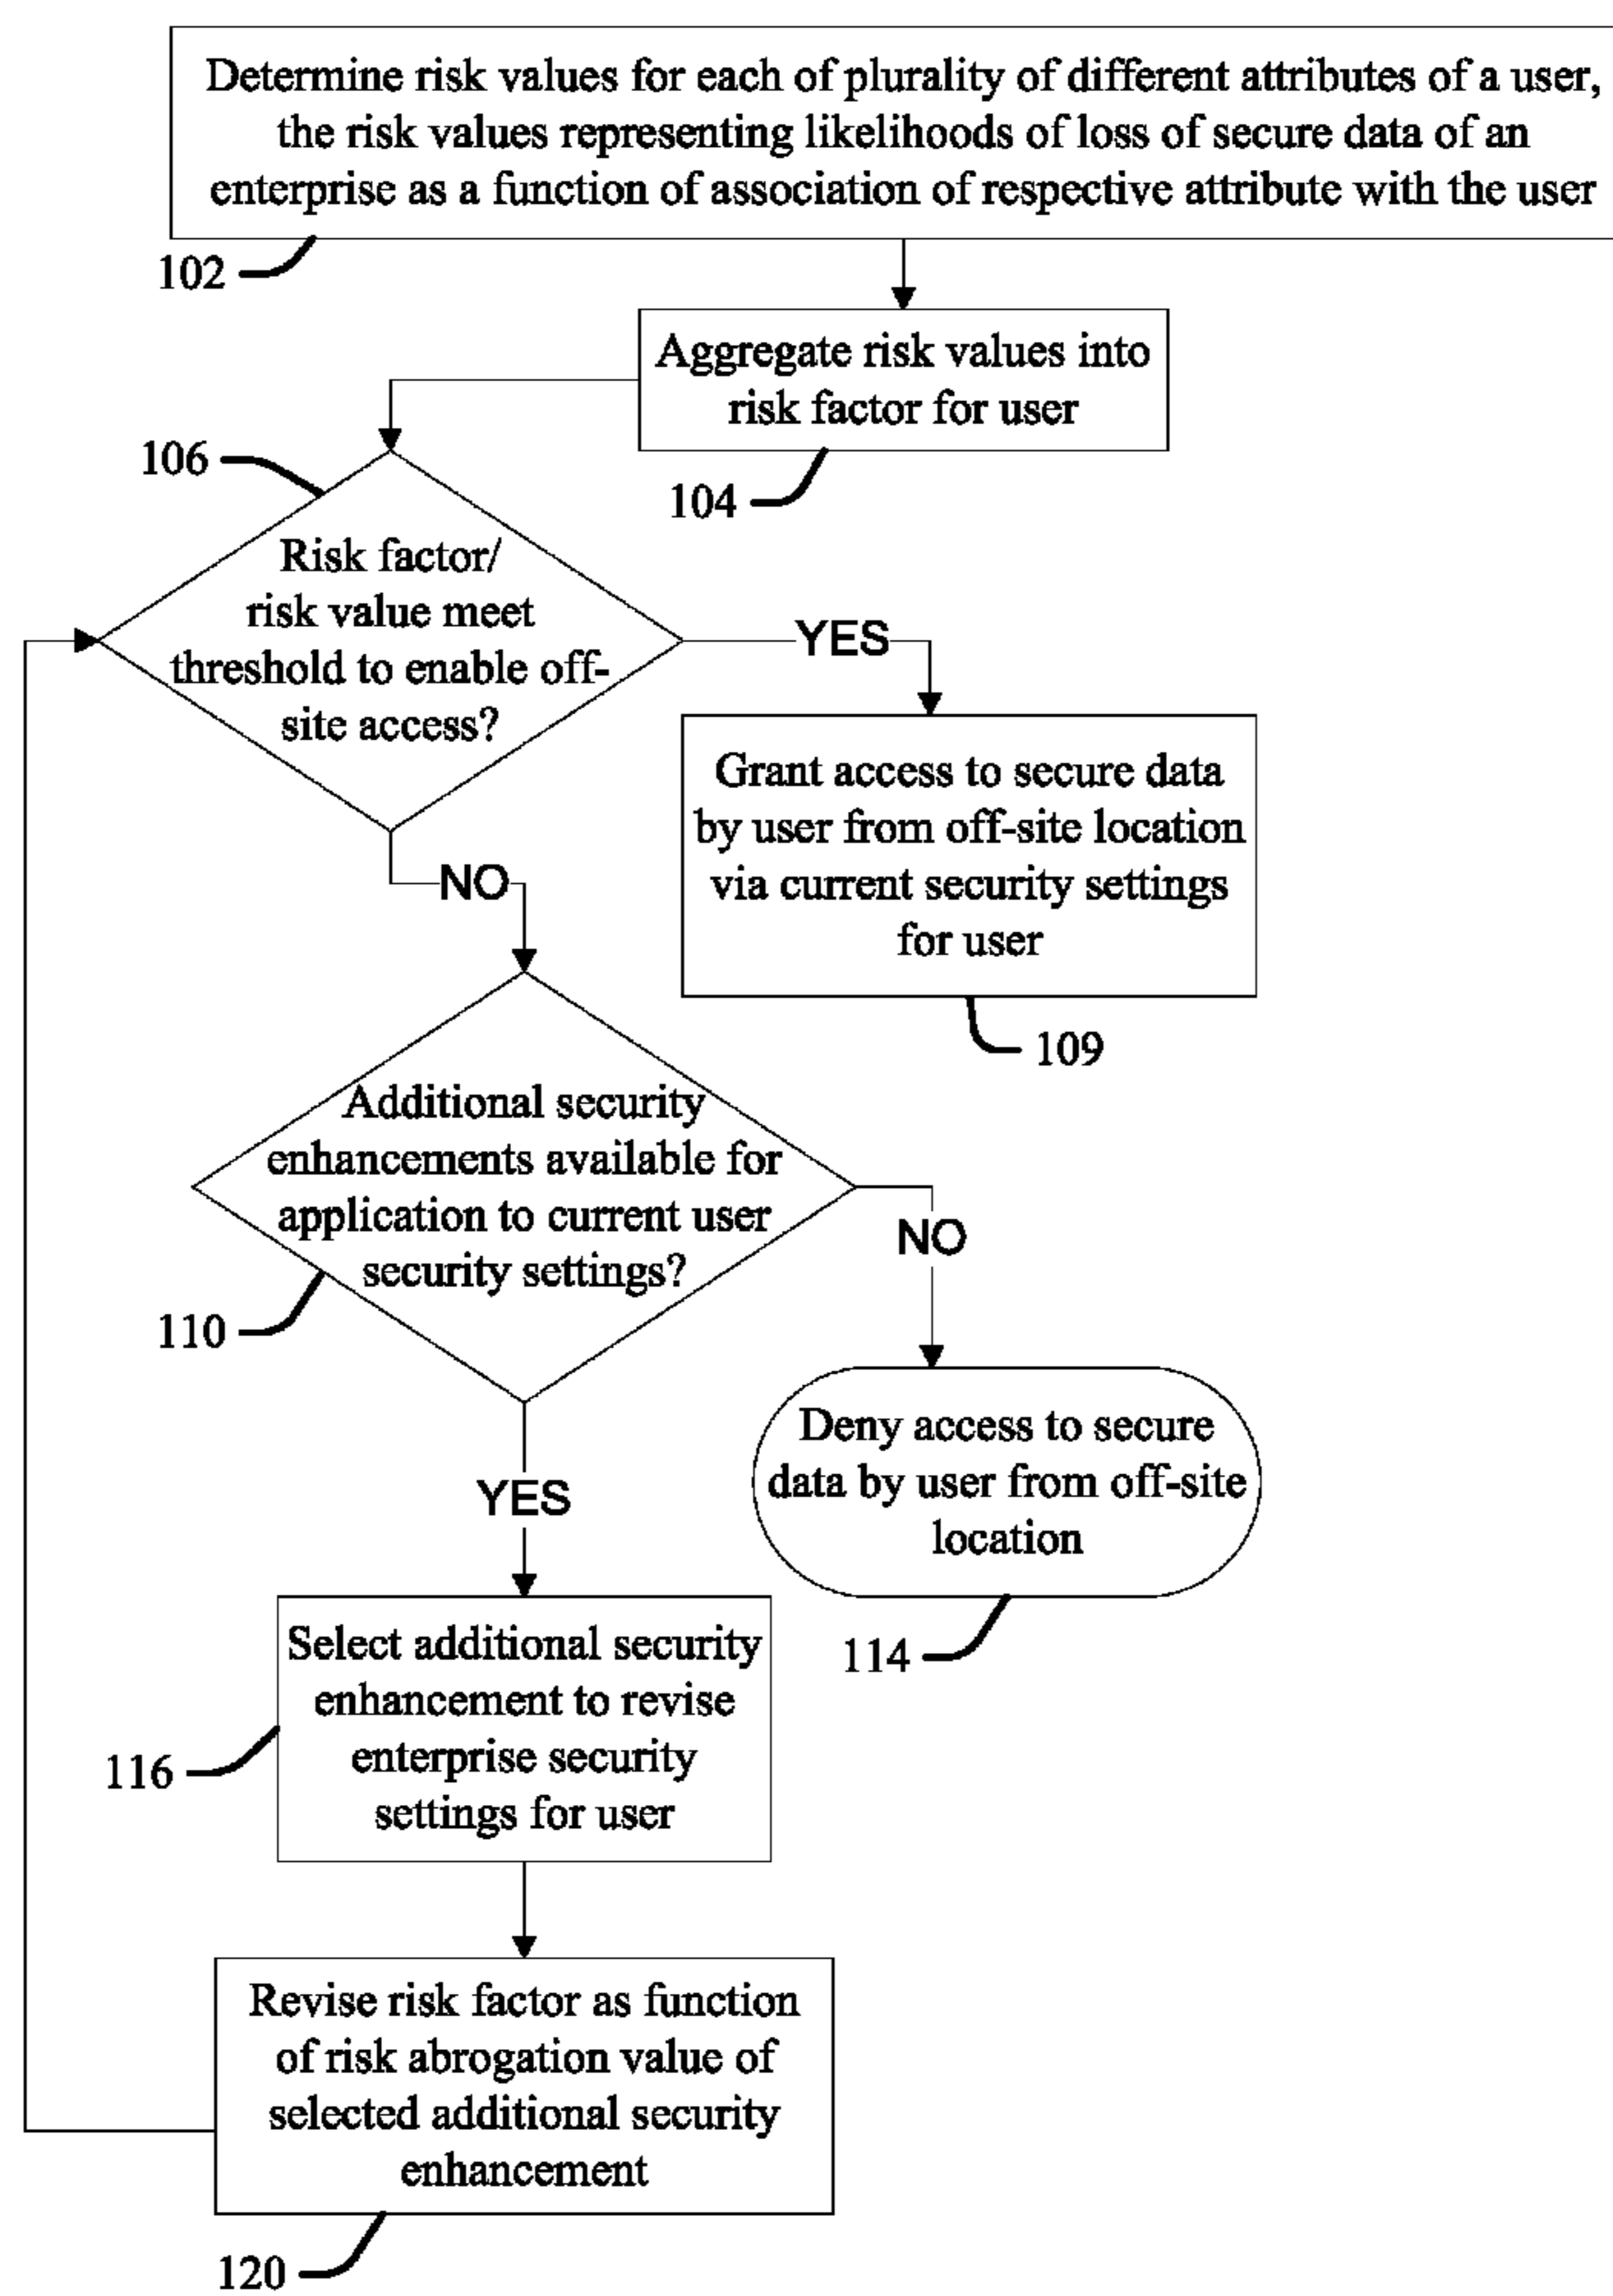 Determine risk values for each of plurality of different attributes of a user,
the risk values representing likelihoods of loss of secure data of an
enterprise as a function of association of respective attribute with the user
102
Aggregate risk values into
risk factor for user
104
106
Risk factor/
risk value meet
threshold to enable off-
site access?
YES
Grant access to secure data
by user from off-site location
via current security settings
for user
109
NO
Additional security
enhancements available for
application to current user
security settings?
110
NO
Deny access to secure
data by user from off-site
location
114
YES
Select additional security
enhancement to revise
enterprise security
settings for user
116
Revise risk factor as function
of risk abrogation value of
selected additional security
enhancement
120